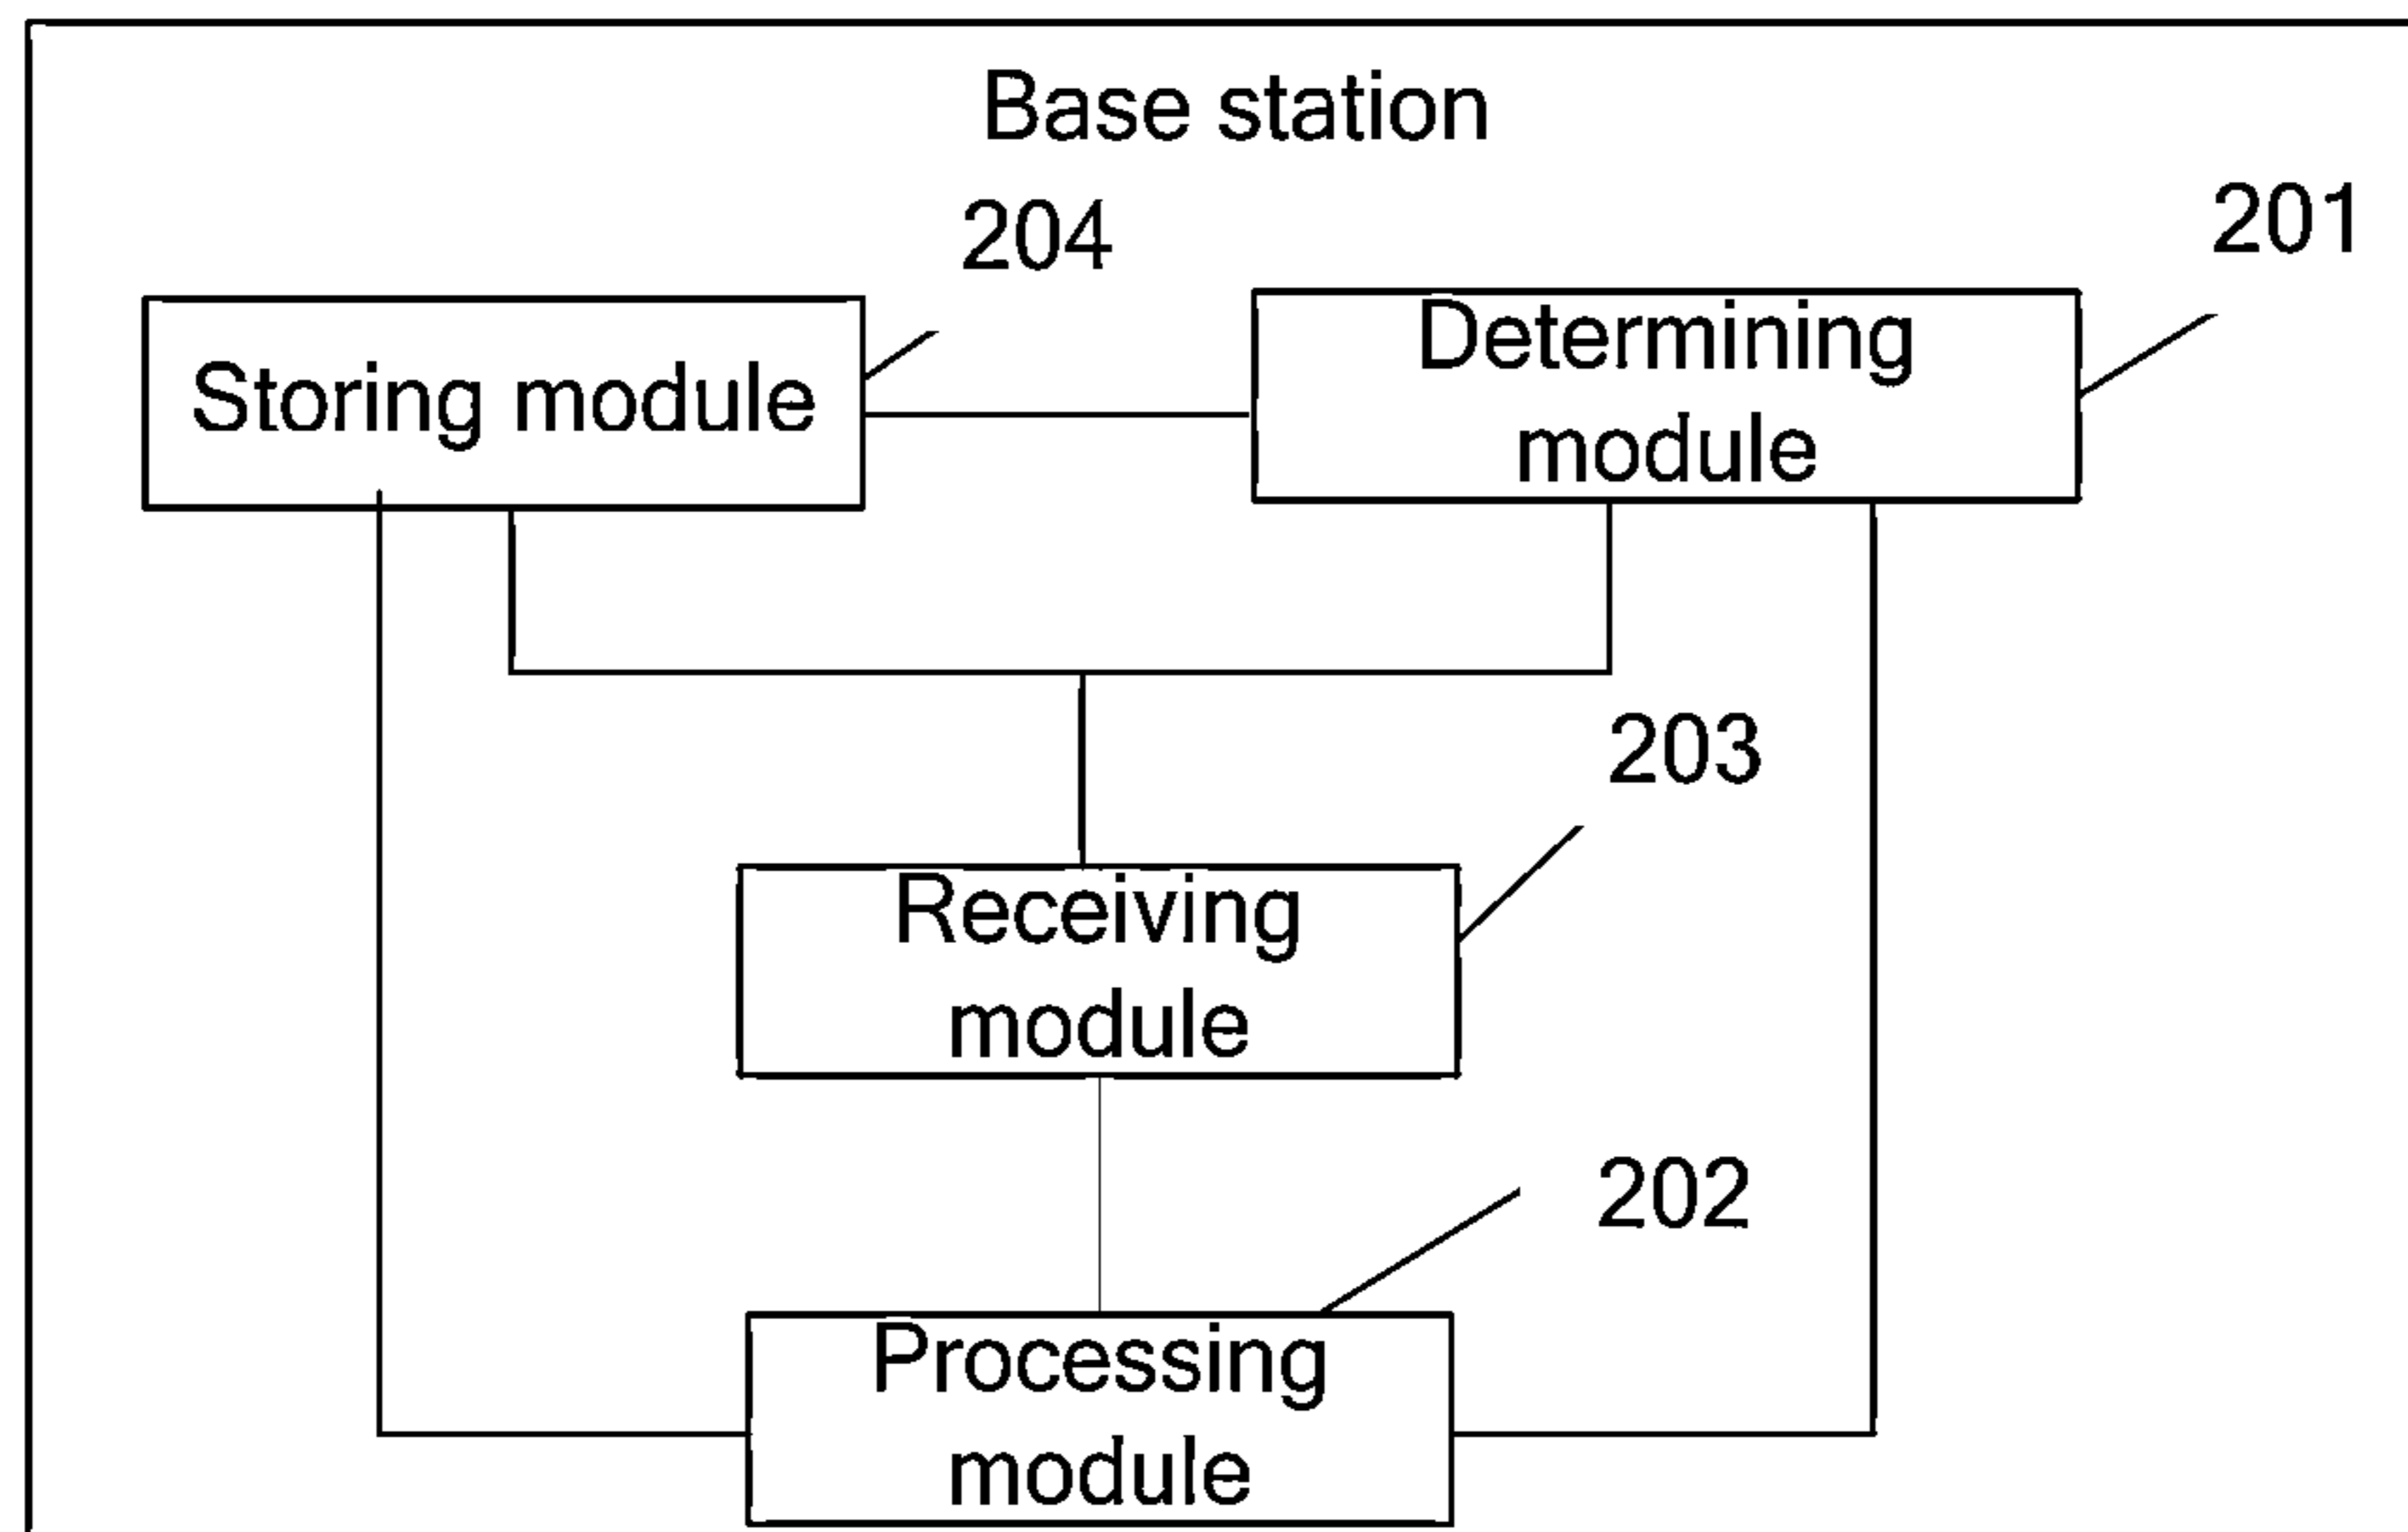 Base station
204
201
Storing module
Determining
module
203
Receiving
module
202
Processing
module